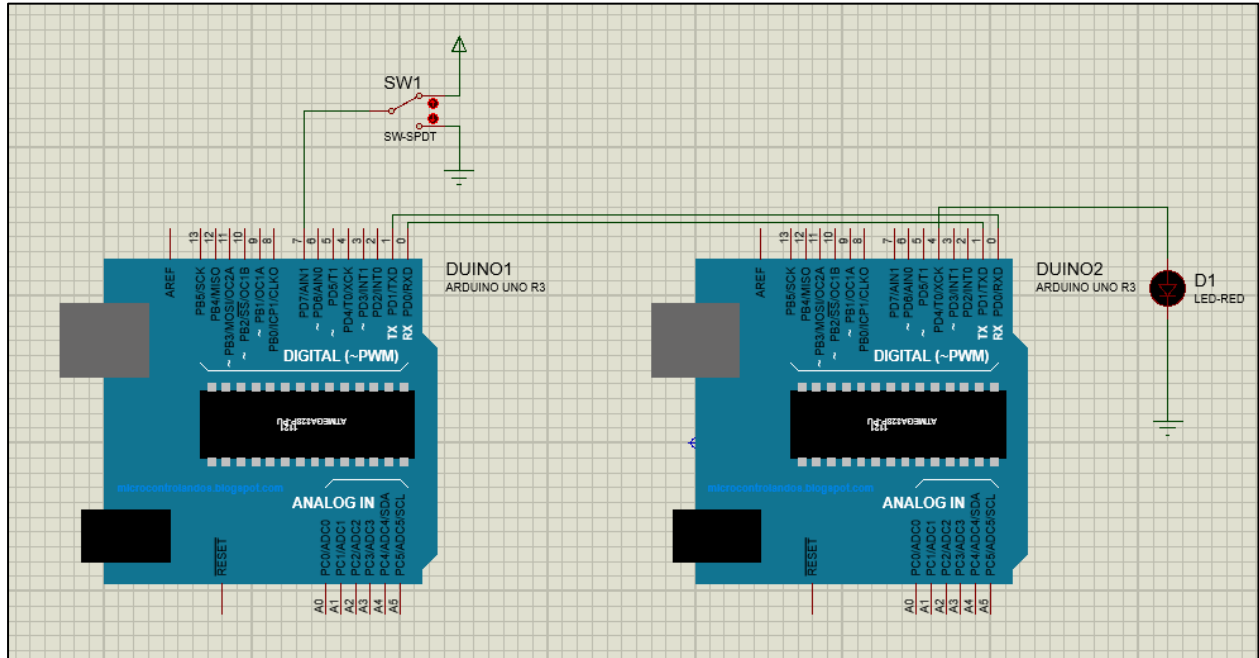 SW1
SW-SPDT
13
12
11
10
9
8
7
6
5
4
3
2
1
0
AREF
PB5/SCK
PB4/MISO
~ PB3/MOSI/OC2A
~ PB2/SS/OC1B
~ PB1/OC1A
PB0/ICP1/CLKO
PD7/AIN1
~ PD6/AIN0
~ PD5/T1
PD4/T0/XCK
~ PD3/INT1
PD2/INT0
TX PD1/TXD
RX PD0/RXD
DIGITAL (~PWM)
DUINO1
ARDUINO UNO R3
ATMEGA328P-PU
1121
microcontrolandos.blogspot.com
ANALOG IN
RESET
PC0/ADC0
PC1/ADC1
PC2/ADC2
PC3/ADC3
PC4/ADC4/SDA
PC5/ADC5/SCL
A0
A1
A2
A3
A4
A5
13
12
11
10
9
8
7
6
5
4
3
2
1
0
AREF
PB5/SCK
PB4/MISO
~ PB3/MOSI/OC2A
~ PB2/SS/OC1B
~ PB1/OC1A
PB0/ICP1/CLKO
PD7/AIN1
~ PD6/AIN0
~ PD5/T1
PD4/T0/XCK
~ PD3/INT1
PD2/INT0
TX PD1/TXD
RX PD0/RXD
DIGITAL (~PWM)
DUINO2
ARDUINO UNO R3
ATMEGA328P-PU
1121
microcontrolandos.blogspot.com
ANALOG IN
RESET
PC0/ADC0
PC1/ADC1
PC2/ADC2
PC3/ADC3
PC4/ADC4/SDA
PC5/ADC5/SCL
A0
A1
A2
A3
A4
A5
D1
LED-RED